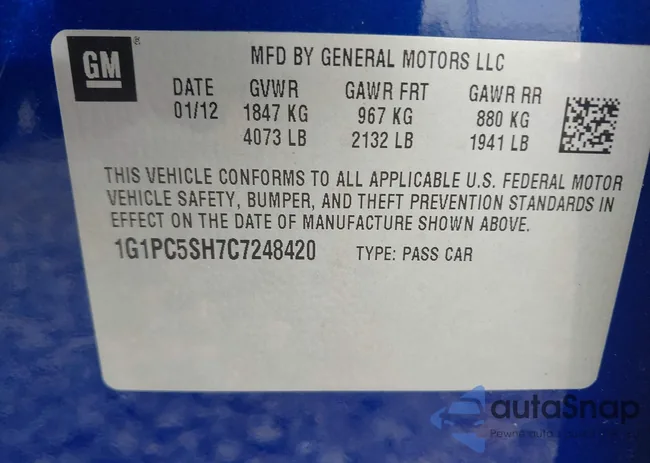 GM
MFD BY GENERAL MOTORS LLC
DATE GVWR GAWR FRT GAWR RR
01/12 1847 KG 967 KG 880 KG
4073 LB 2132 LB 1941 LB
THIS VEHICLE CONFORMS TO ALL APPLICABLE U.S. FEDERAL MOTOR
VEHICLE SAFETY, BUMPER, AND THEFT PREVENTION STANDARDS IN
EFFECT ON THE DATE OF MANUFACTURE SHOWN ABOVE.
1G1PC5SH7C7248420 TYPE: PASS CAR
autaSnap